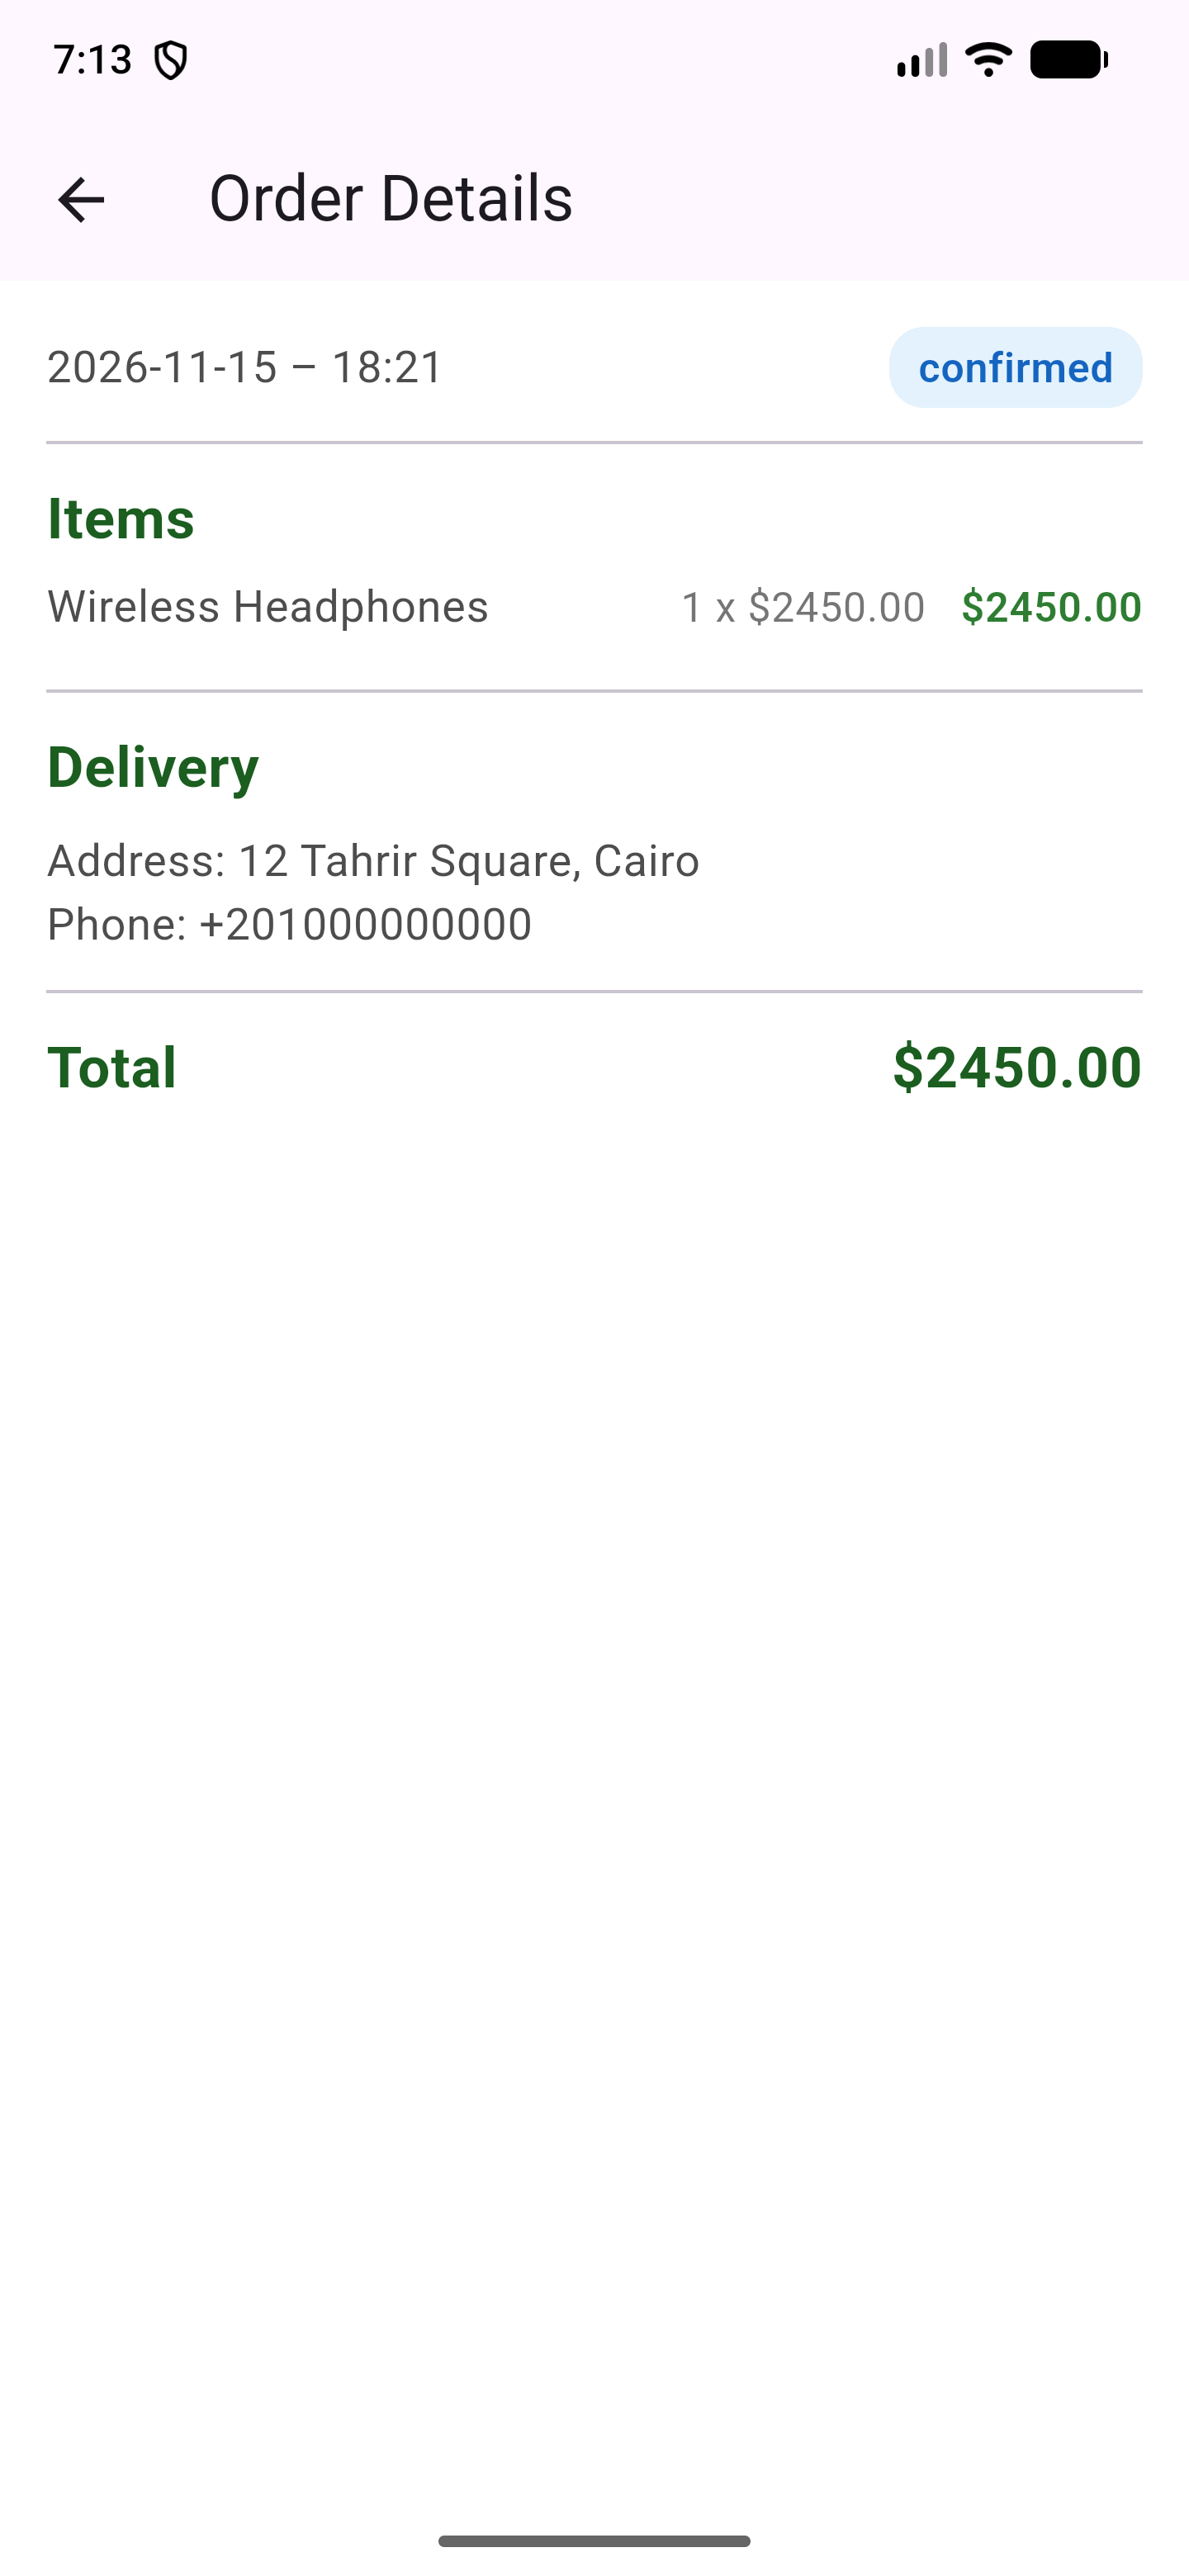 7:13
Order Details
2026-11-15 – 18:21 confirmed
Items
Wireless Headphones 1 x $2450.00 $2450.00
Delivery
Address: 12 Tahrir Square, Cairo
Phone: +201000000000
Total $2450.00